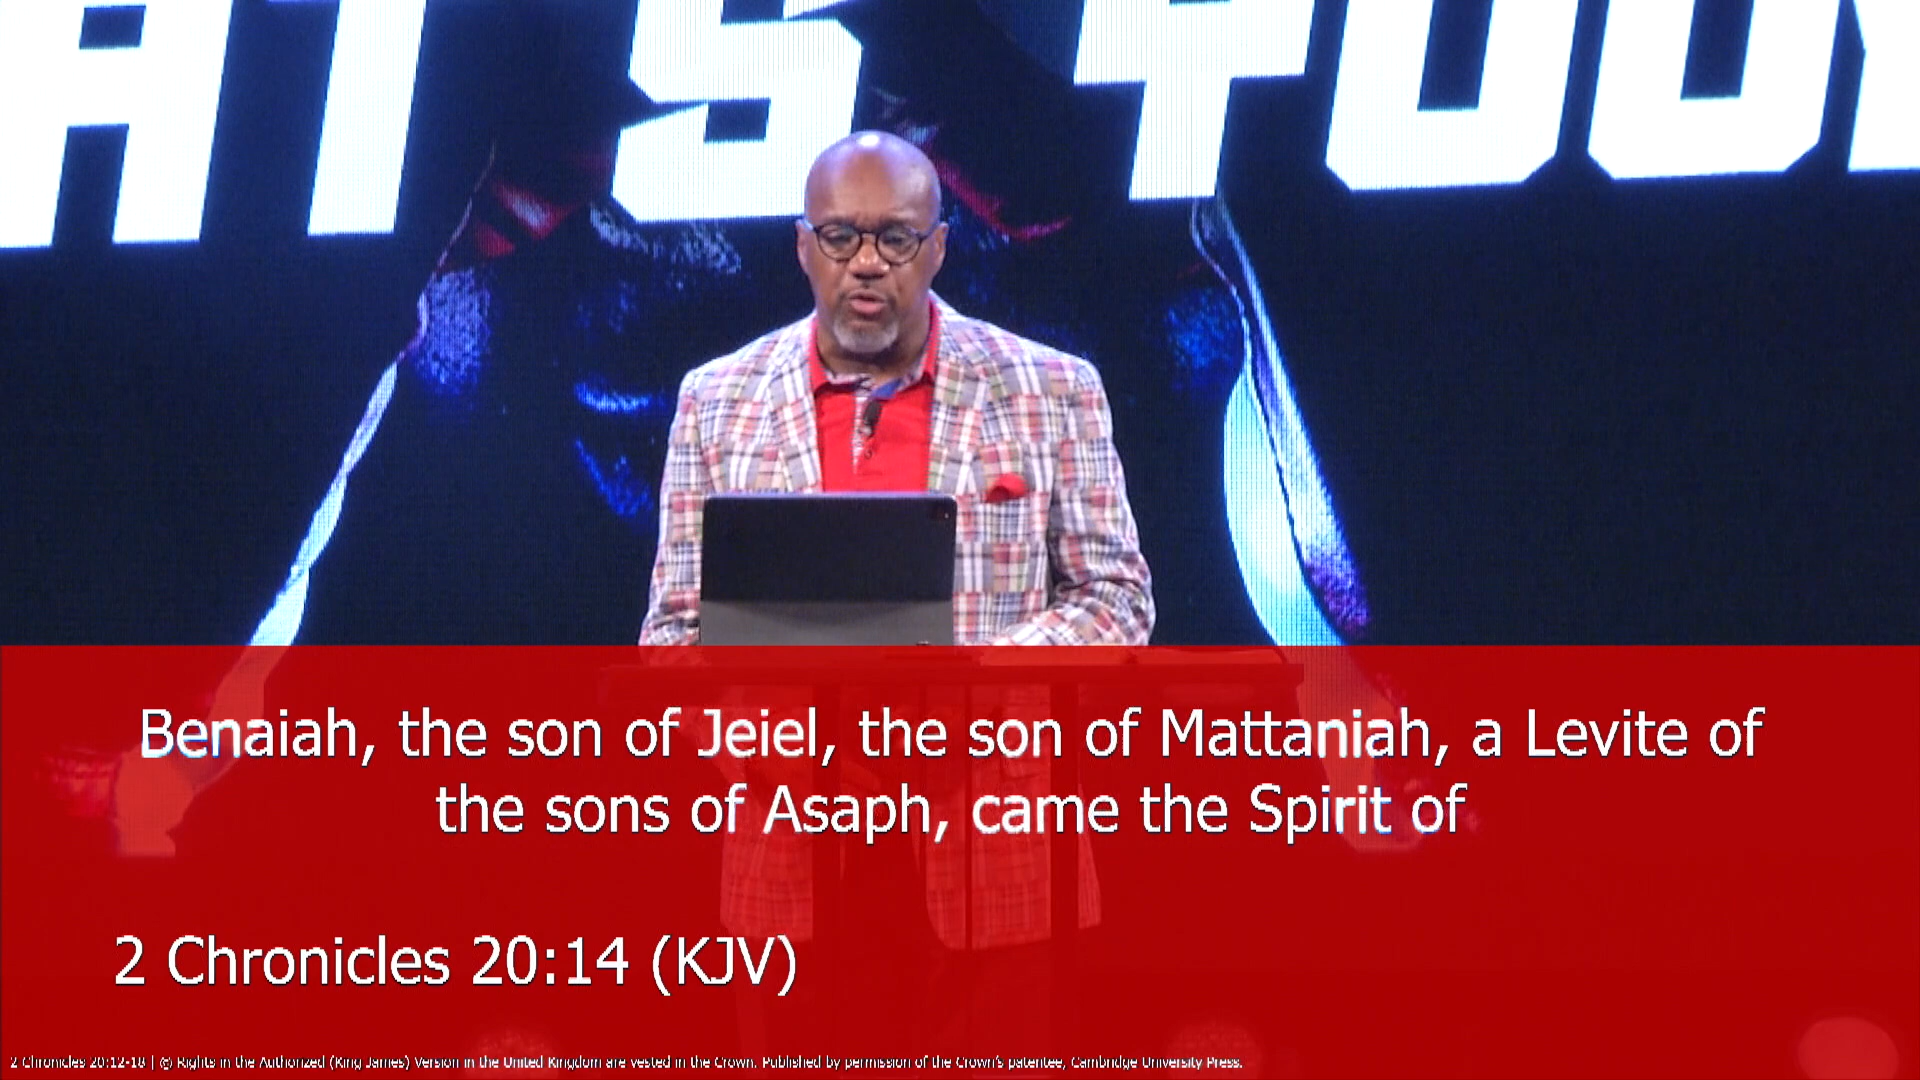 AT'S YOU
Benaiah, the son of Jeiel, the son of Mattaniah, a Levite of
the sons of Asaph, came the Spirit of
2 Chronicles 20:14 (KJV)
2 Chronicles 20:12-18 | © Rights in the Authorized (King James) Version in the United Kingdom are vested in the Crown. Published by permission of the Crown's patentee, Cambridge University Press.